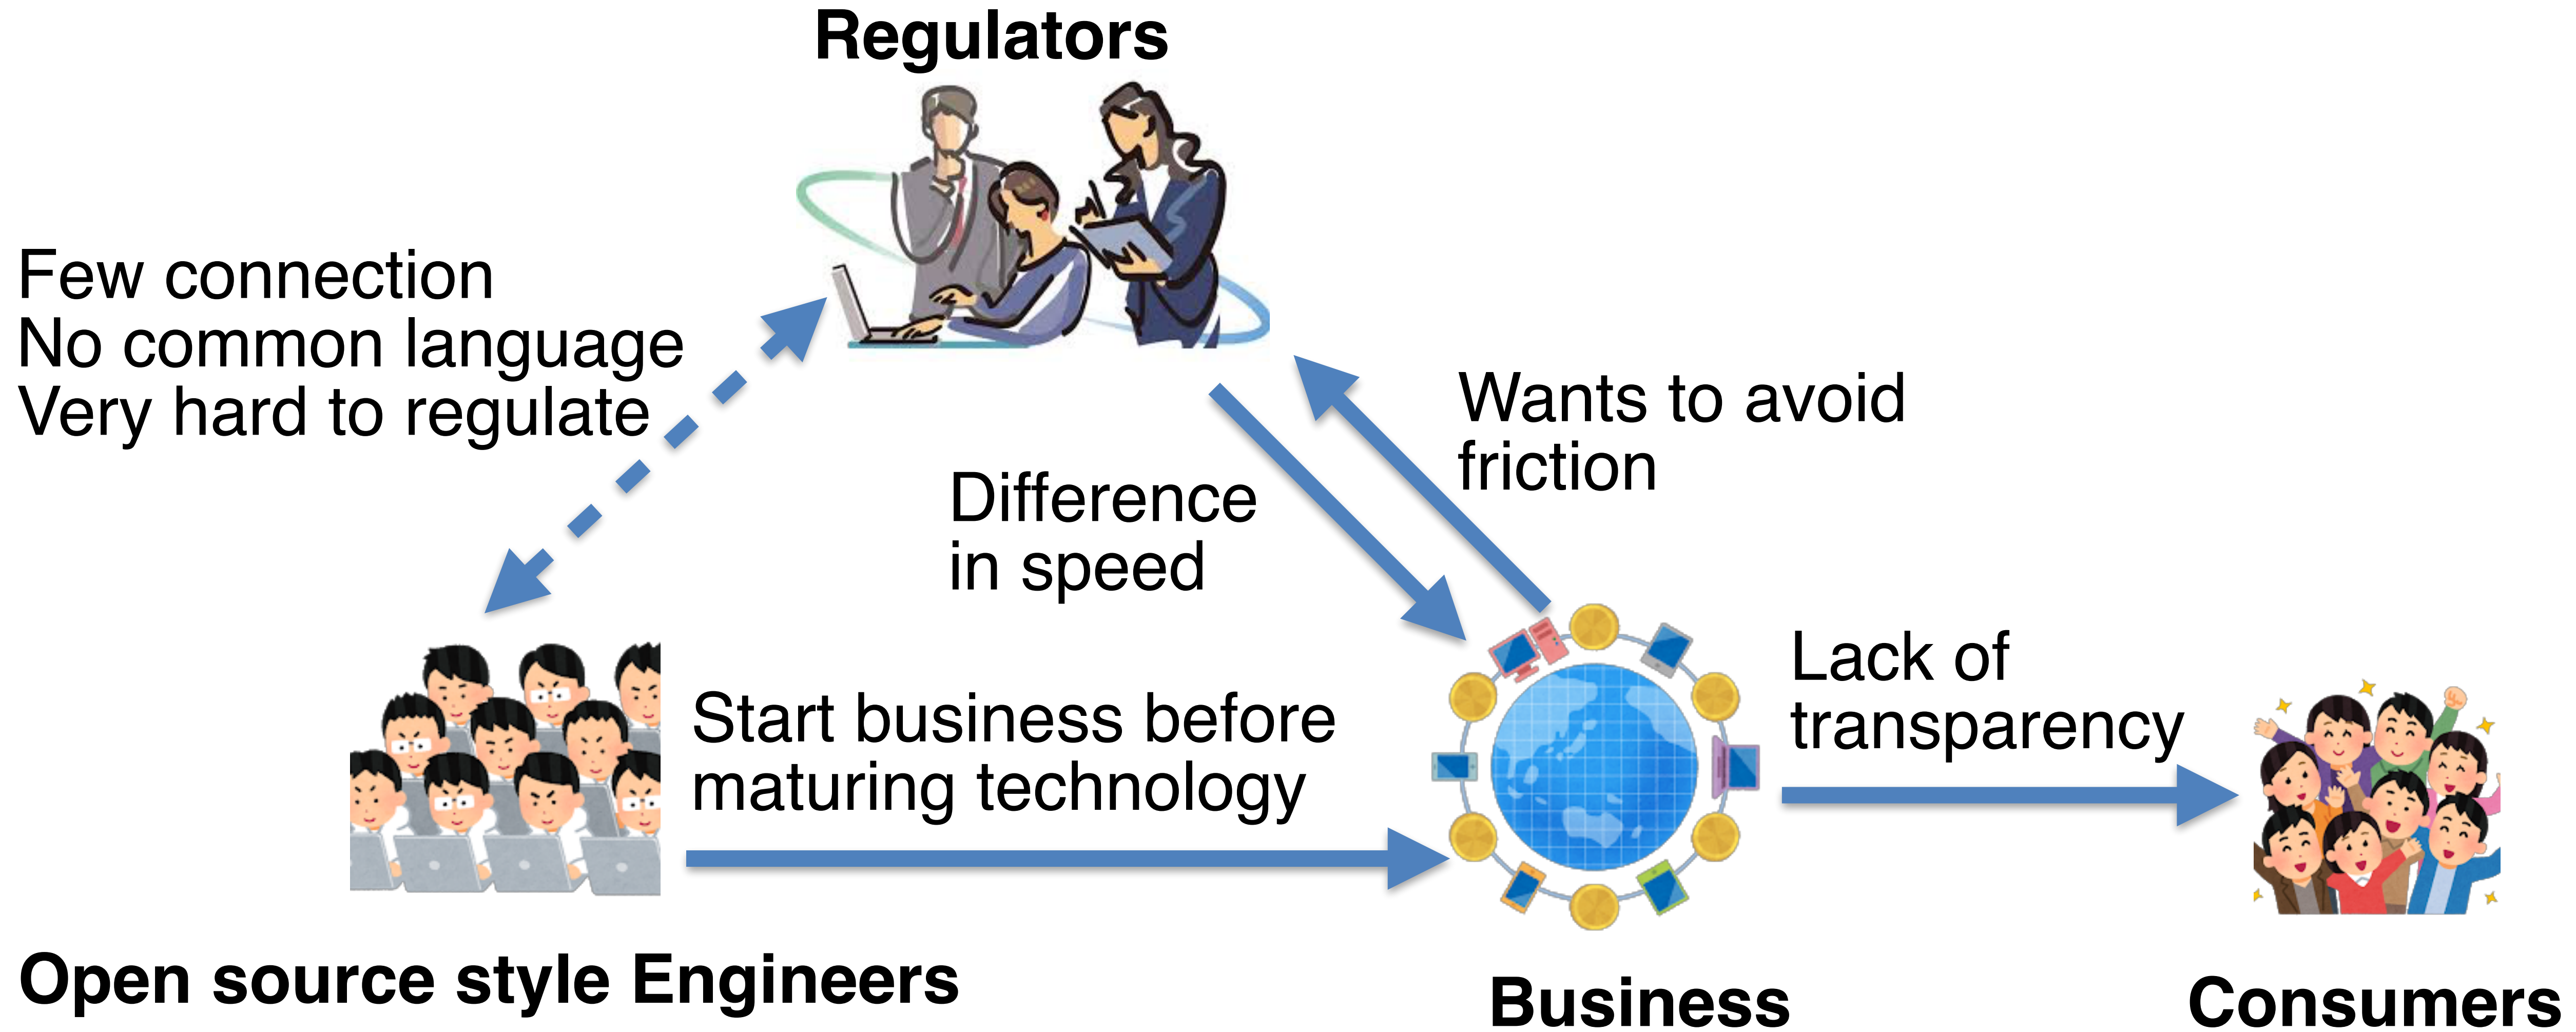 Regulators
Few connection
No common language
Very hard to regulate
Wants to avoid
friction
Difference
in speed
Start business before
maturing technology
Lack of
transparency
Open source style Engineers
Business
Consumers